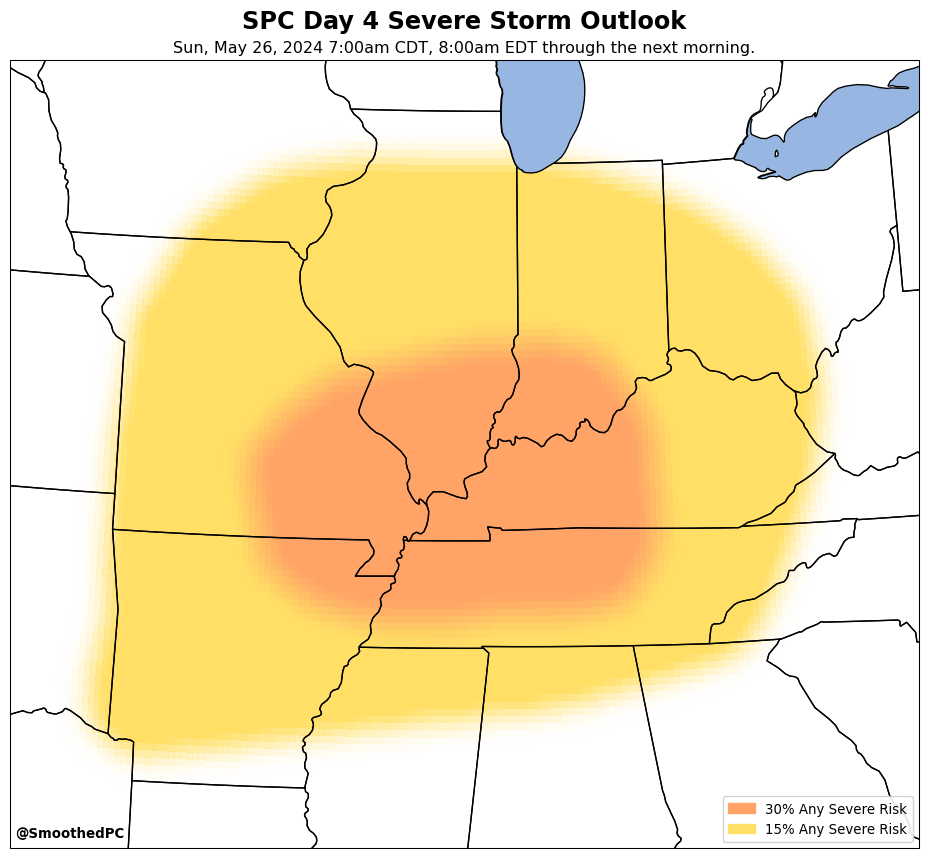 SPC Day 4 Severe Storm Outlook
Sun, May 26, 2024 7:00am CDT, 8:00am EDT through the next morning.
30% Any Severe Risk
15% Any Severe Risk
@SmoothedPC